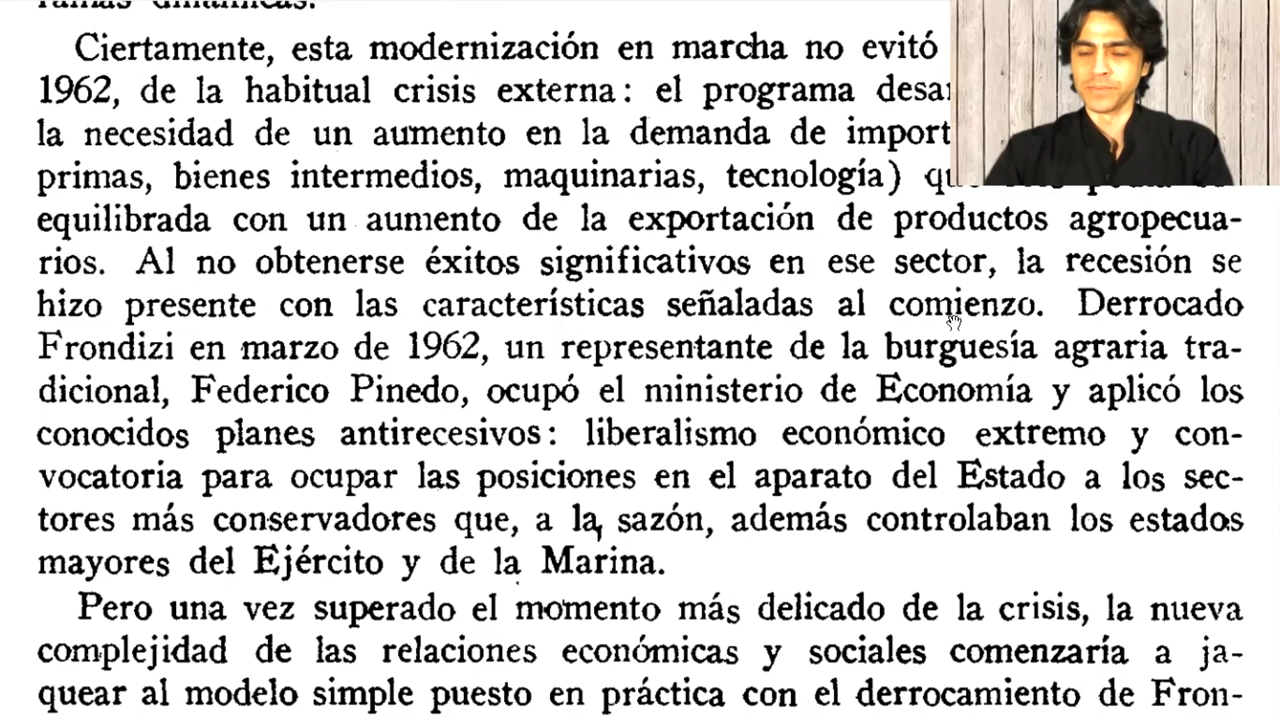 Ciertamente, esta modernización en marcha no evitó
1962, de la habitual crisis externa: el programa
la necesidad de un aumento en la demanda de
primas, bienes intermedios, maquinarias, tecnología)
equilibrada con un aumento de la exportación de productos agropecua-
rios. Al no obtenerse éxitos significativos en ese sector, la recesión se
hizo presente con las características señaladas al comienzo. Derrocado
Frondizi en marzo de 1962, un representante de la burguesía agraria tra-
dicional, Federico Pinedo, ocupó el ministerio de Economía y aplicó los
conocidos planes antirecesivos: liberalismo económico extremo y con-
vocatoria para ocupar las posiciones en el aparato del Estado a los sec-
tores más conservadores que, a la sazón, además controlaban los estados
mayores del Ejército y de la Marina.
Pero una vez superado el momento más delicado de la crisis, la nueva
complejidad de las relaciones económicas y sociales comenzaría a ja-
quear al modelo simple puesto en práctica con el derrocamiento de Fron-